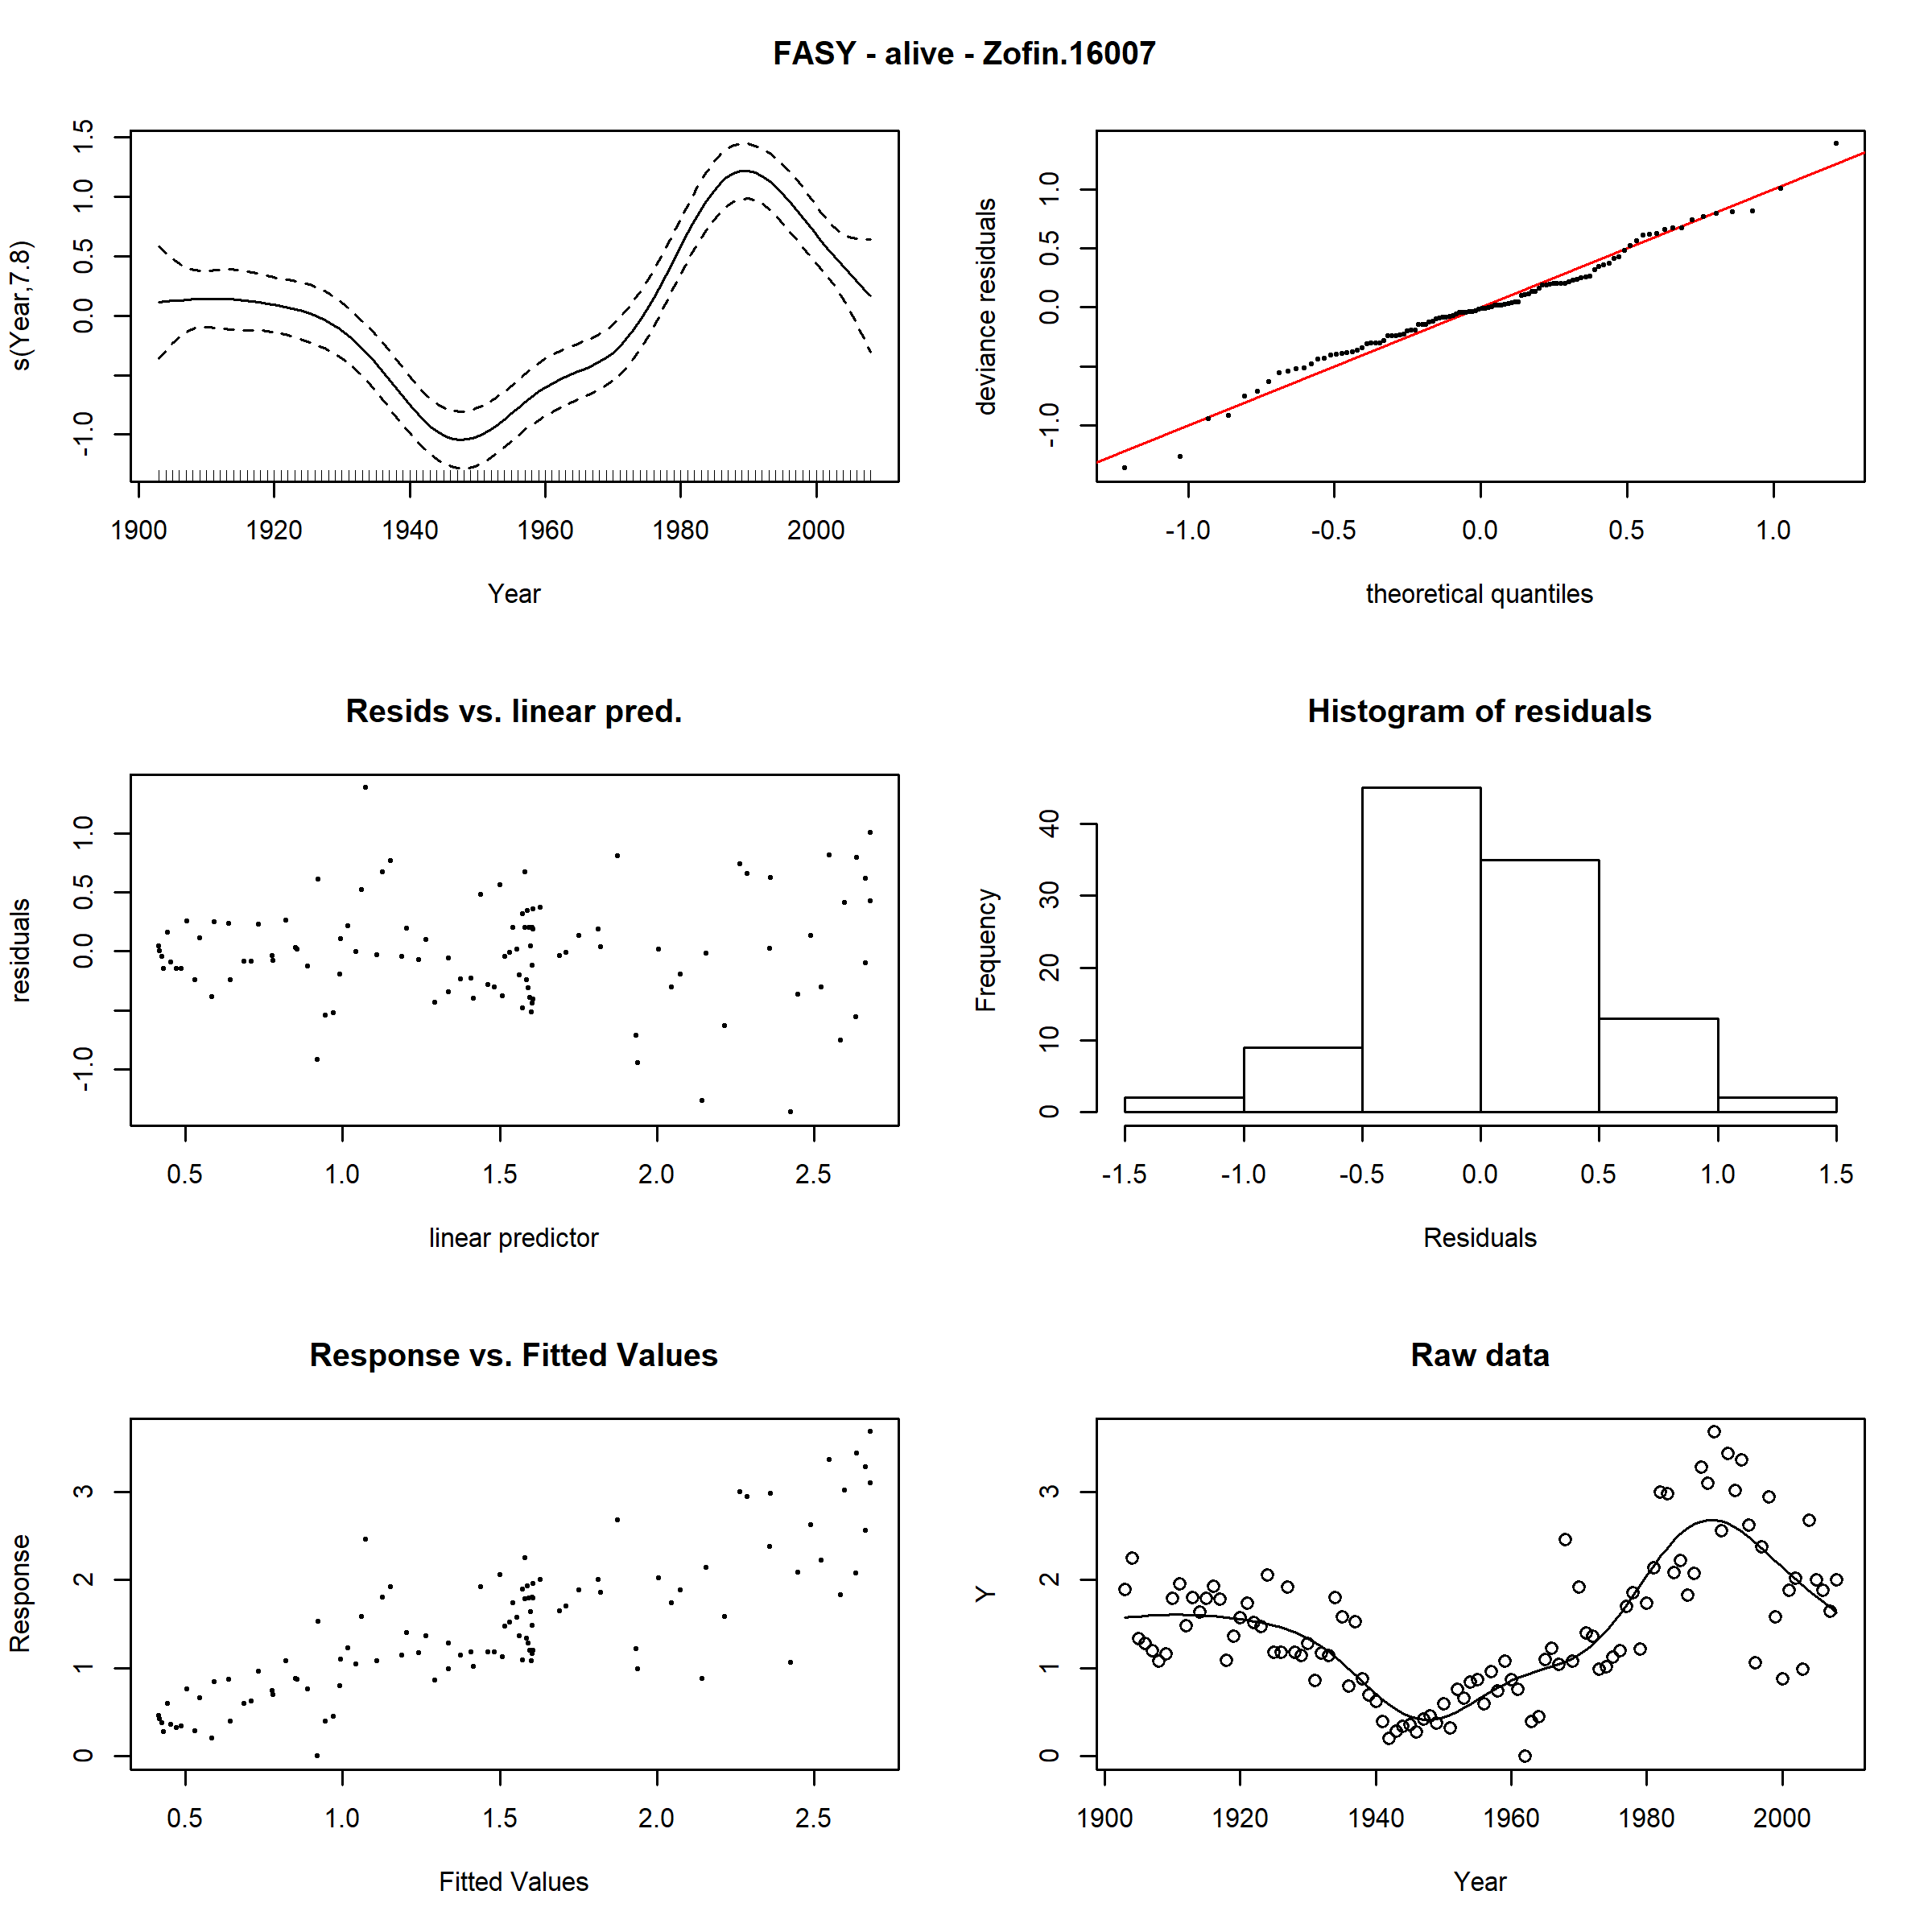 FASY - alive - Zofin.16007
s(Year,7.8)
-1.0 0.0 0.5 1.0 1.5
1900 1920 1940 1960 1980 2000
Year
deviance residuals
-1.0 0.0 0.5 1.0
-1.0 -0.5 0.0 0.5 1.0
theoretical quantiles
Resids vs. linear pred.
residuals
-1.0 0.0 0.5 1.0
0.5 1.0 1.5 2.0 2.5
linear predictor
Histogram of residuals
Frequency
0 10 20 30 40
-1.5 -1.0 -0.5 0.0 0.5 1.0 1.5
Residuals
Response vs. Fitted Values
Response
0 1 2 3
0.5 1.0 1.5 2.0 2.5
Fitted Values
Raw data
Y
0 1 2 3
1900 1920 1940 1960 1980 2000
Year